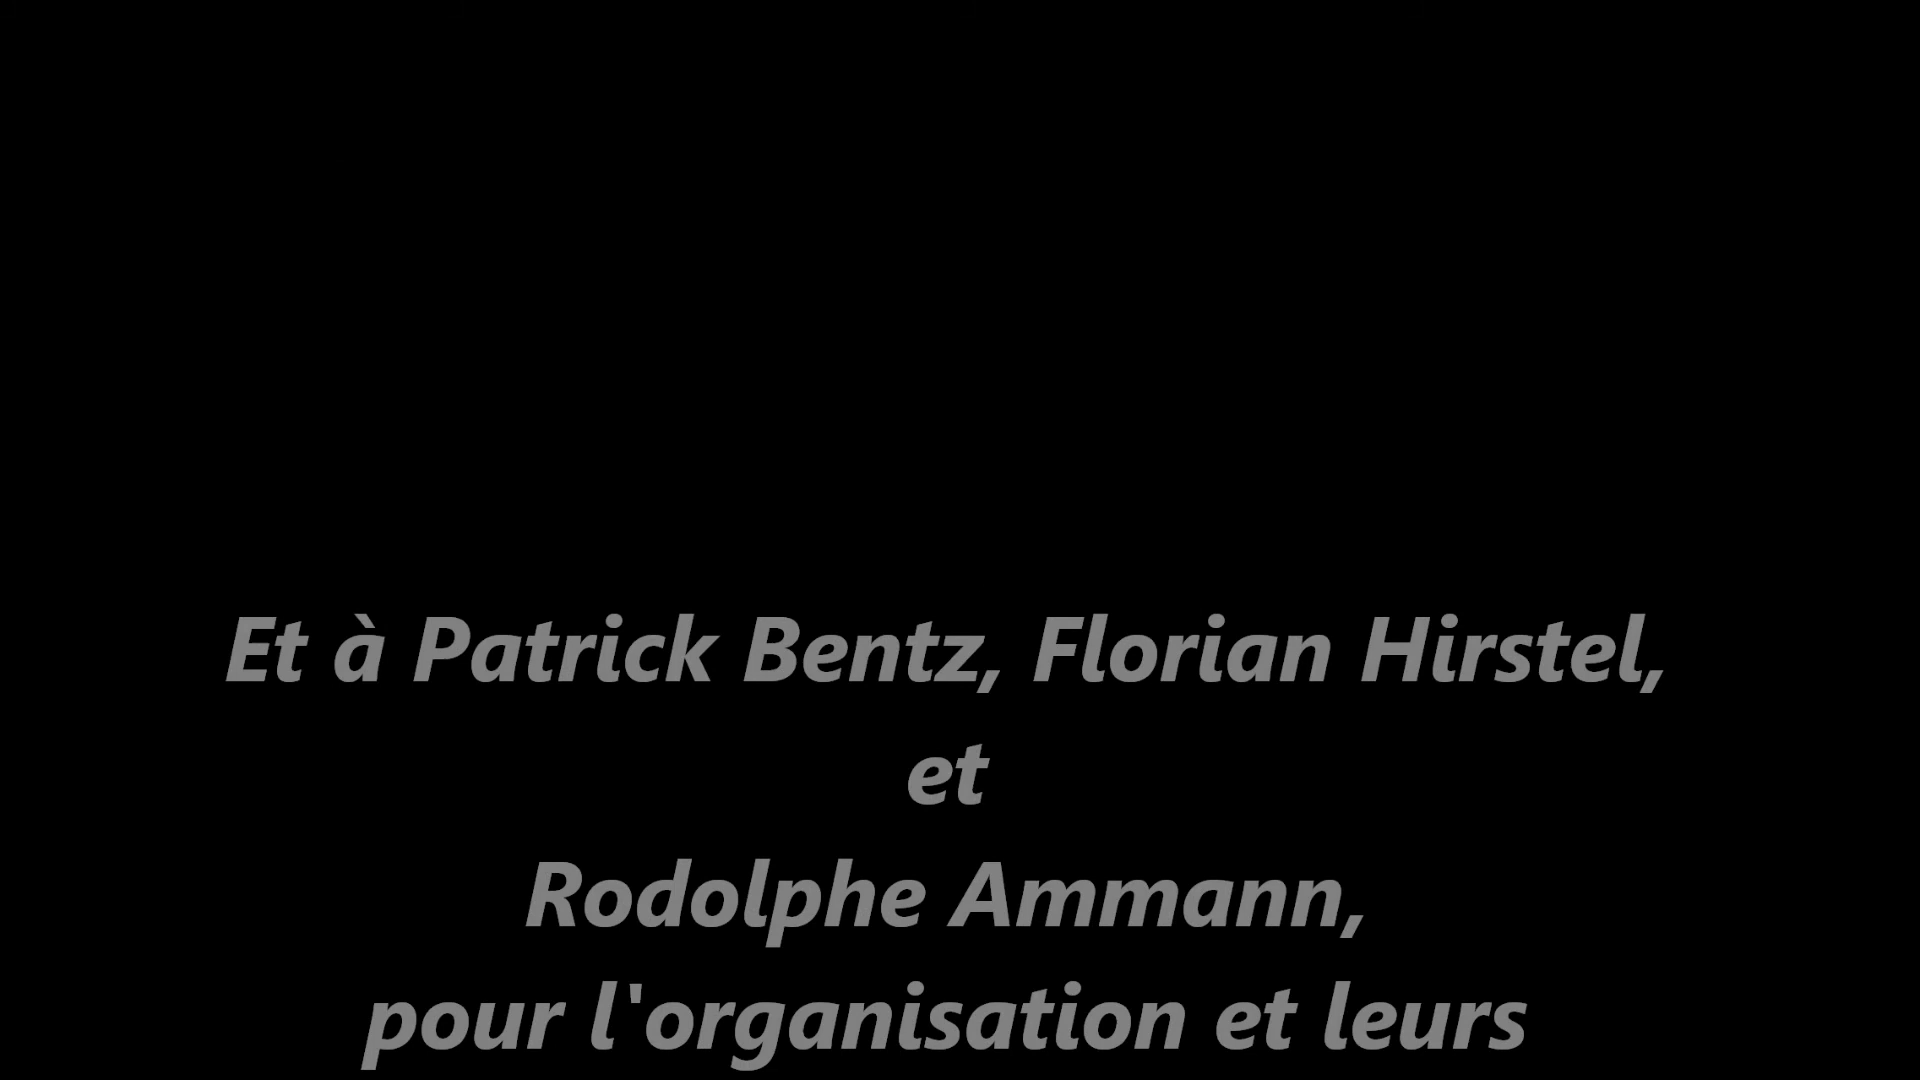 Et à Patrick Bentz, Florian Hirstel,
et
Rodolphe Ammann,
pour l'organisation et leurs